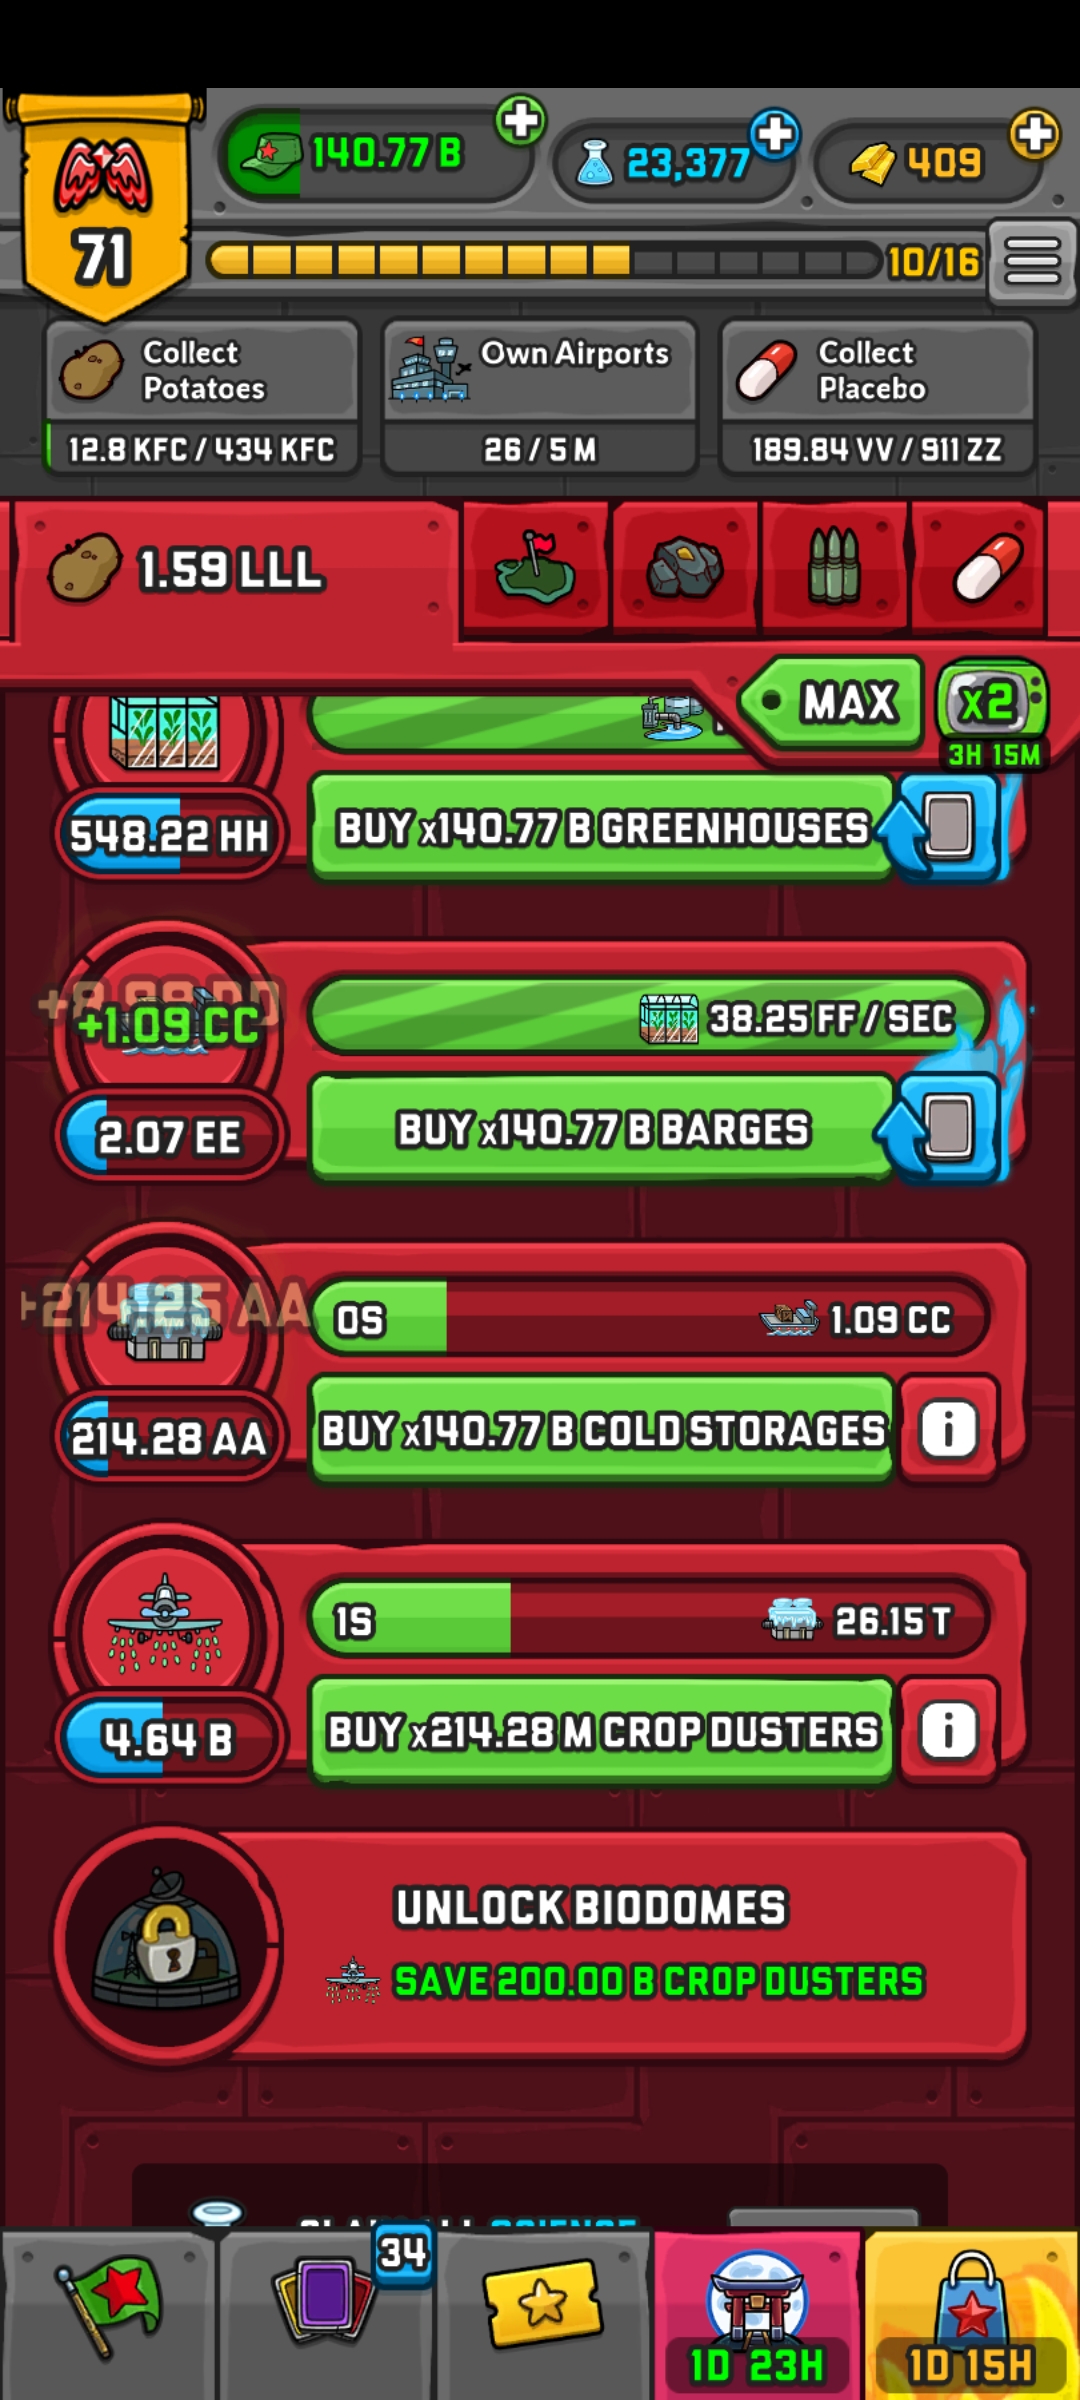 140.77 B
23,377
409
71
10/16
Collect Potatoes
12.8 KFC / 434 KFC
Own Airports
26 / 5 M
Collect Placebo
189.84 VV / 911 ZZ
1.59 LLL
MAX
x2
3H 15M
548.22 HH
BUY x140.77 B GREENHOUSES
+1.09 CC
38.25 FF / SEC
2.07 EE
BUY x140.77 B BARGES
+214.25 AA
0S
1.09 CC
214.28 AA
BUY x140.77 B COLD STORAGES
i
1S
26.15 T
4.64 B
BUY x214.28 M CROP DUSTERS
i
UNLOCK BIODOMES
SAVE 200.00 B CROP DUSTERS
34
1D 23H
1D 15H